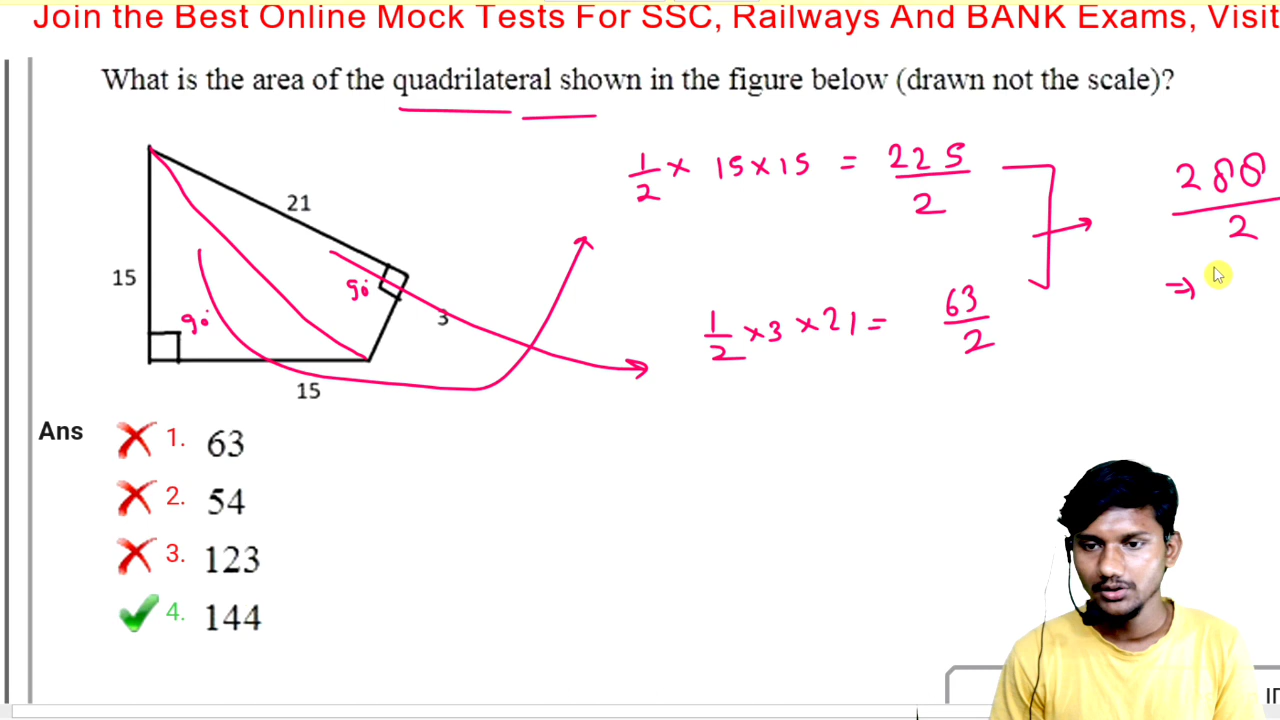 Join the Best Online Mock Tests For SSC, Railways And BANK Exams, Visit
What is the area of the quadrilateral shown in the figure below (drawn not the scale)?
21
15
90°
90°
3
15
1/2 × 15 × 15 = 225/2
1/2 × 3 × 21 = 63/2
288/2
⇒
Ans
1. 63
2. 54
3. 123
4. 144